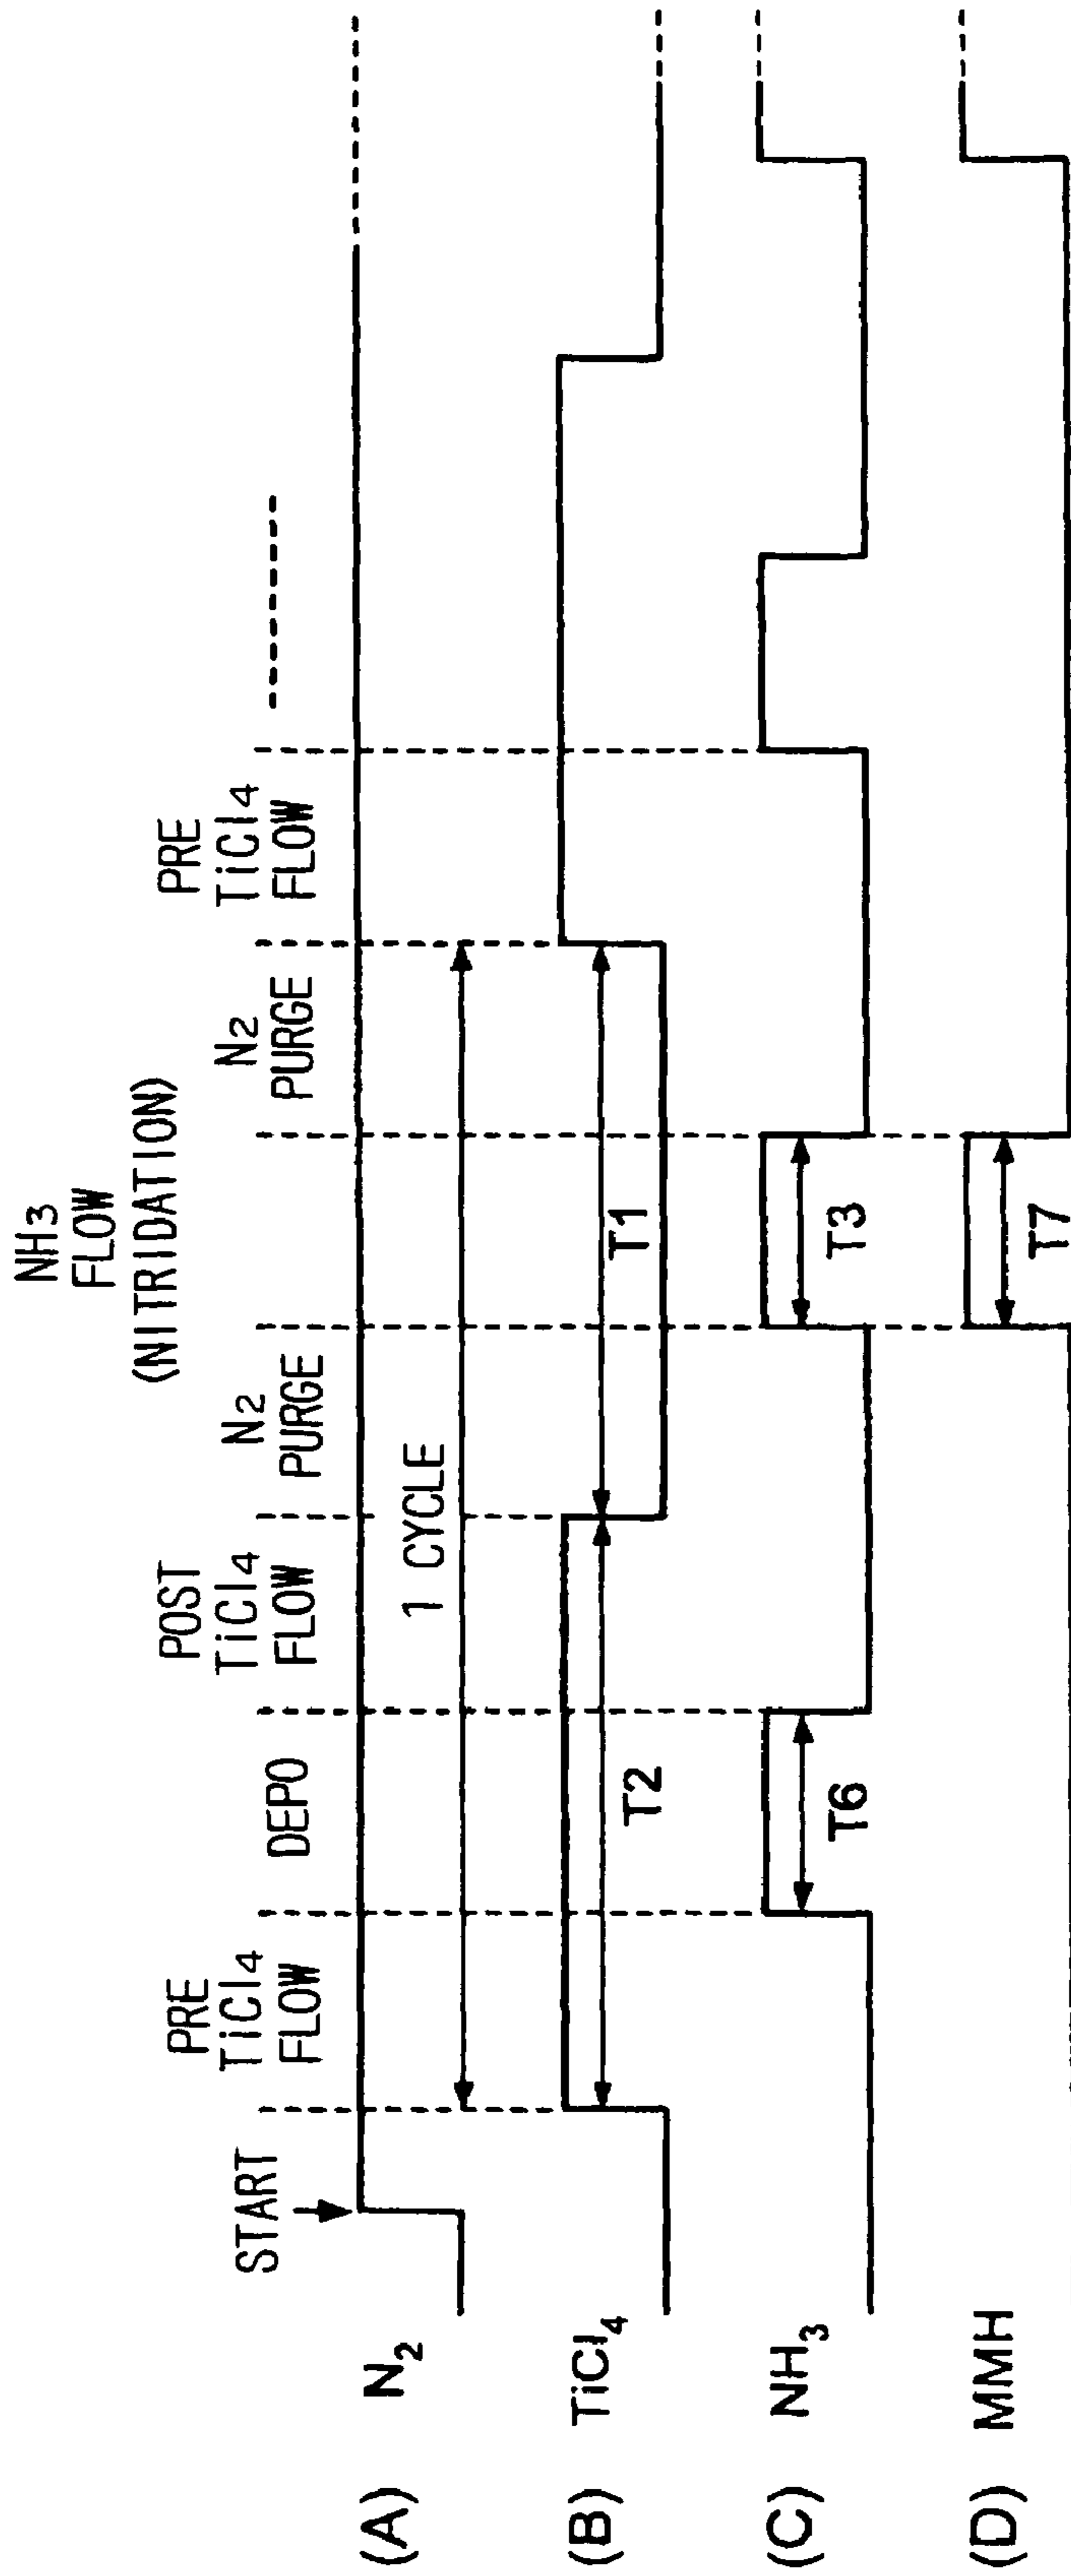 NH3
FLOW
(NITRIDATION)
START
PRE
TiCl4
FLOW
DEPO
POST
TiCl4
FLOW
N2
PURGE
N2
PURGE
PRE
TiCl4
FLOW
(A) N2
1 CYCLE
(B) TiCl4
T2
T1
(C) NH3
T6
T3
(D) MMH
T7